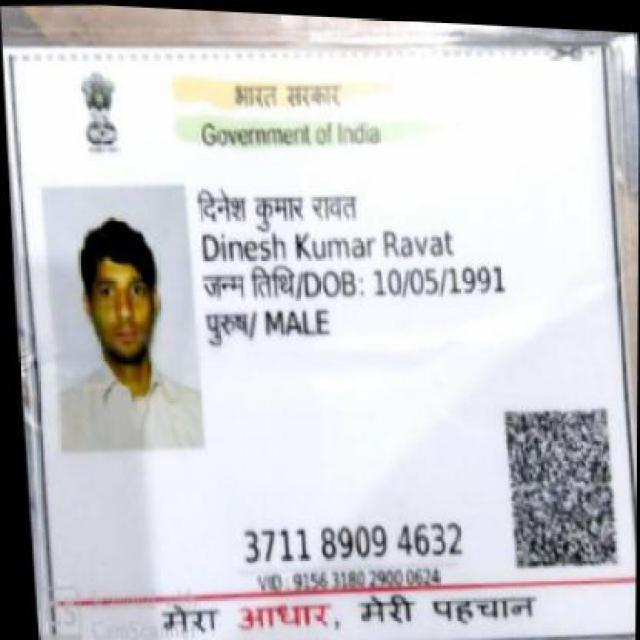 भारत सरकार
Government of India
दिनेश कुमार रावत
Dinesh Kumar Ravat
जन्म तिथि/DOB: 10/05/1991
पुरुष/ MALE
3711 8909 4632
VID : 9156 3180 2900 0624
मेरा आधार, मेरी पहचान